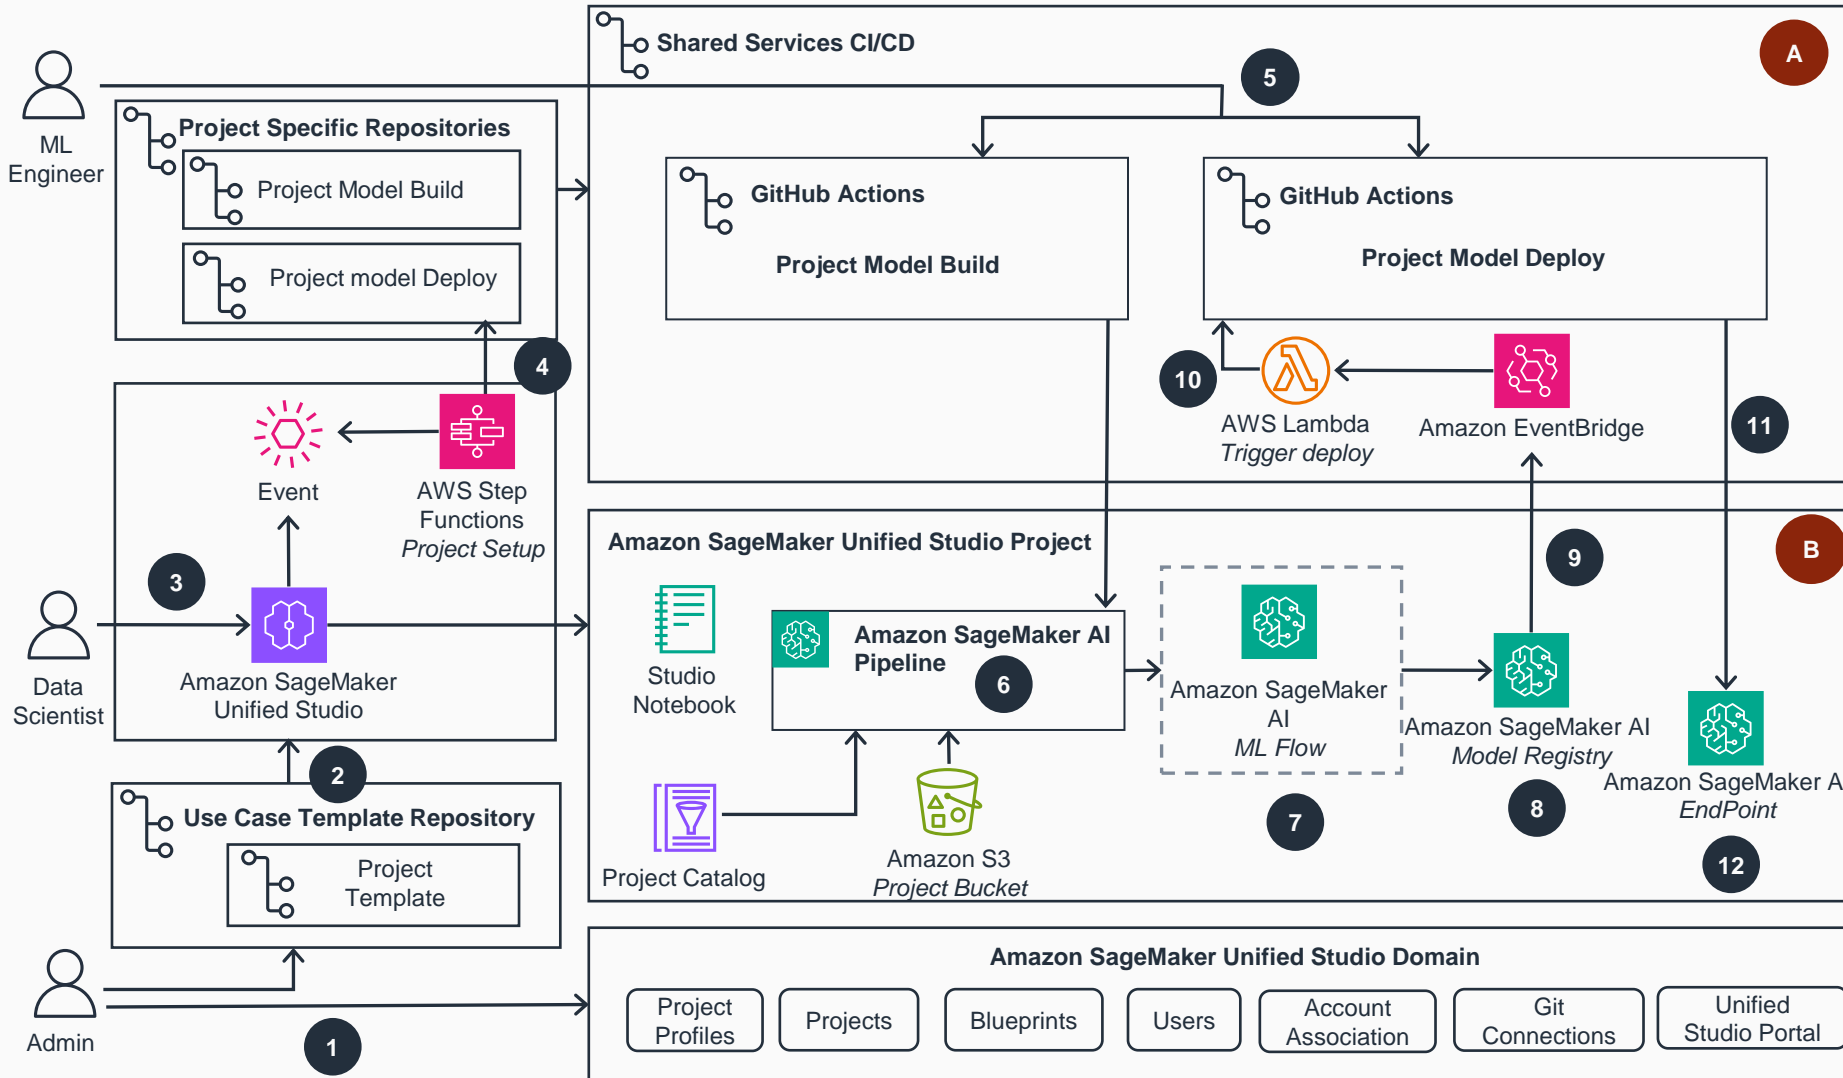 Shared Services CI/CD
A
5
ML
Engineer
Project Specific Repositories
Project Model Build
Project model Deploy
GitHub Actions
Project Model Build
GitHub Actions
Project Model Deploy
4
10
AWS Lambda
Trigger deploy
Amazon EventBridge
11
Event
AWS Step
Functions
Project Setup
3
Data
Scientist
Amazon SageMaker
Unified Studio
Amazon SageMaker Unified Studio Project
B
9
Studio
Notebook
Amazon SageMaker AI
Pipeline
6
Amazon SageMaker
AI
ML Flow
7
Amazon SageMaker AI
Model Registry
8
Amazon SageMaker A
EndPoint
12
Project Catalog
Amazon S3
Project Bucket
2
Use Case Template Repository
Project
Template
Admin
1
Amazon SageMaker Unified Studio Domain
Project
Profiles
Projects
Blueprints
Users
Account
Association
Git
Connections
Unified
Studio Portal